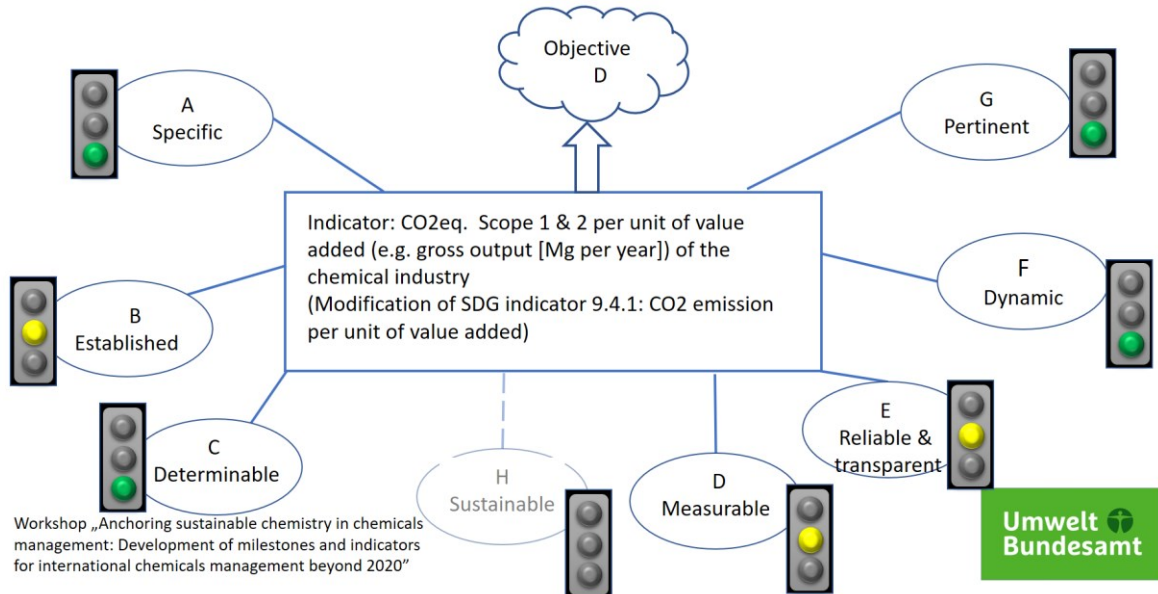 Objective
D
A
Specific
G
Pertinent
Indicator: CO2eq.  Scope 1 & 2 per unit of value
added (e.g. gross output [Mg per year]) of the
chemical industry
(Modification of SDG indicator 9.4.1: CO2 emission
per unit of value added)
B
Established
F
Dynamic
C
Determinable
H
Sustainable
D
Measurable
E
Reliable &
transparent
Workshop „Anchoring sustainable chemistry in chemicals
management: Development of milestones and indicators
for international chemicals management beyond 2020”
Umwelt
Bundesamt